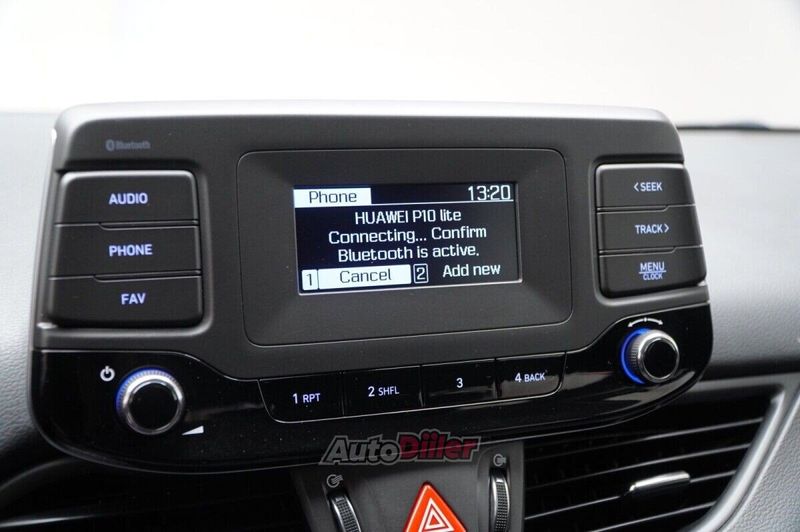 Bluetooth
AUDIO
PHONE
FAV
Phone 13:20
HUAWEI P10 lite
Connecting... Confirm
Bluetooth is active.
1 Cancel 2 Add new
< SEEK
TRACK >
MENU
CLOCK
1 RPT
2 SHFL
3
4 BACK
AutoDiller